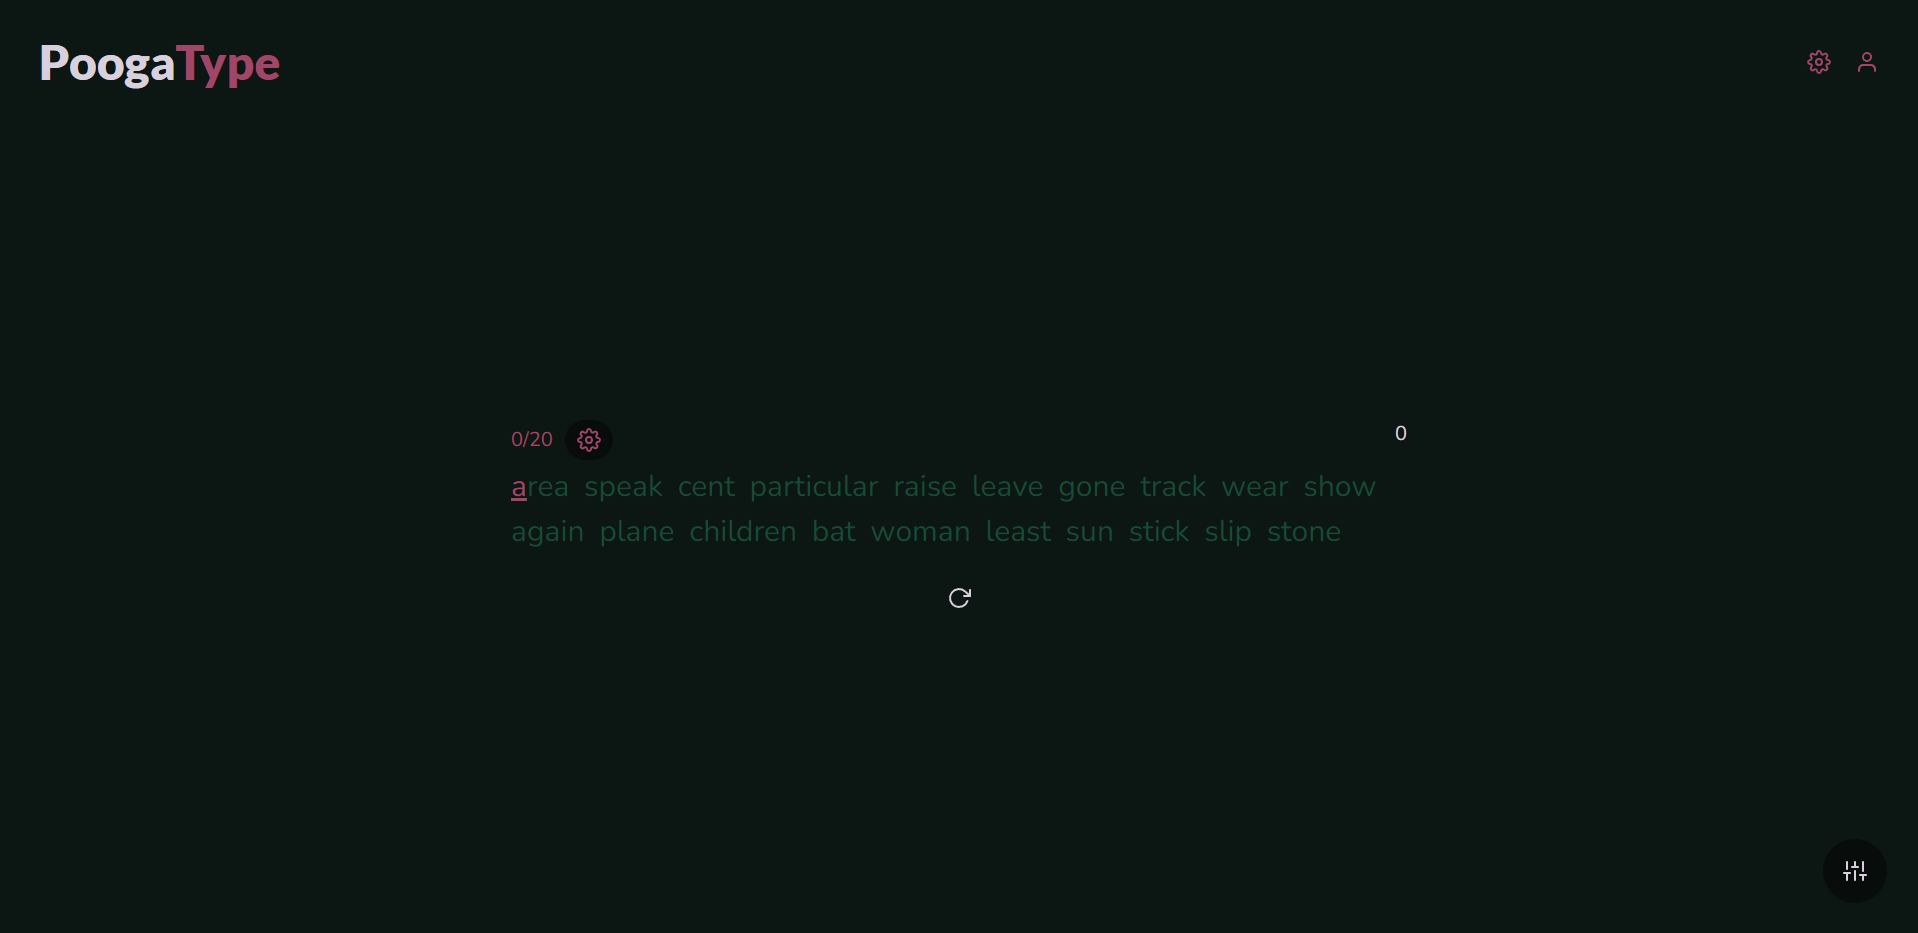 PoogaType
0/20
0
area speak cent particular raise leave gone track wear show
again plane children bat woman least sun stick slip stone